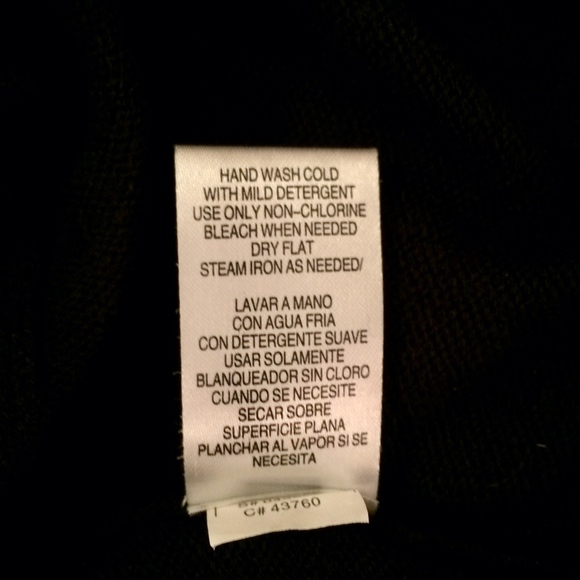 HAND WASH COLD
WITH MILD DETERGENT
USE ONLY NON-CHLORINE
BLEACH WHEN NEEDED
DRY FLAT
STEAM IRON AS NEEDED/
LAVAR A MANO
CON AGUA FRIA
CON DETERGENTE SUAVE
USAR SOLAMENTE
BLANQUEADOR SIN CLORO
CUANDO SE NECESITE
SECAR SOBRE
SUPERFICIE PLANA
PLANCHAR AL VAPOR SI SE
NECESITA
C# 43760